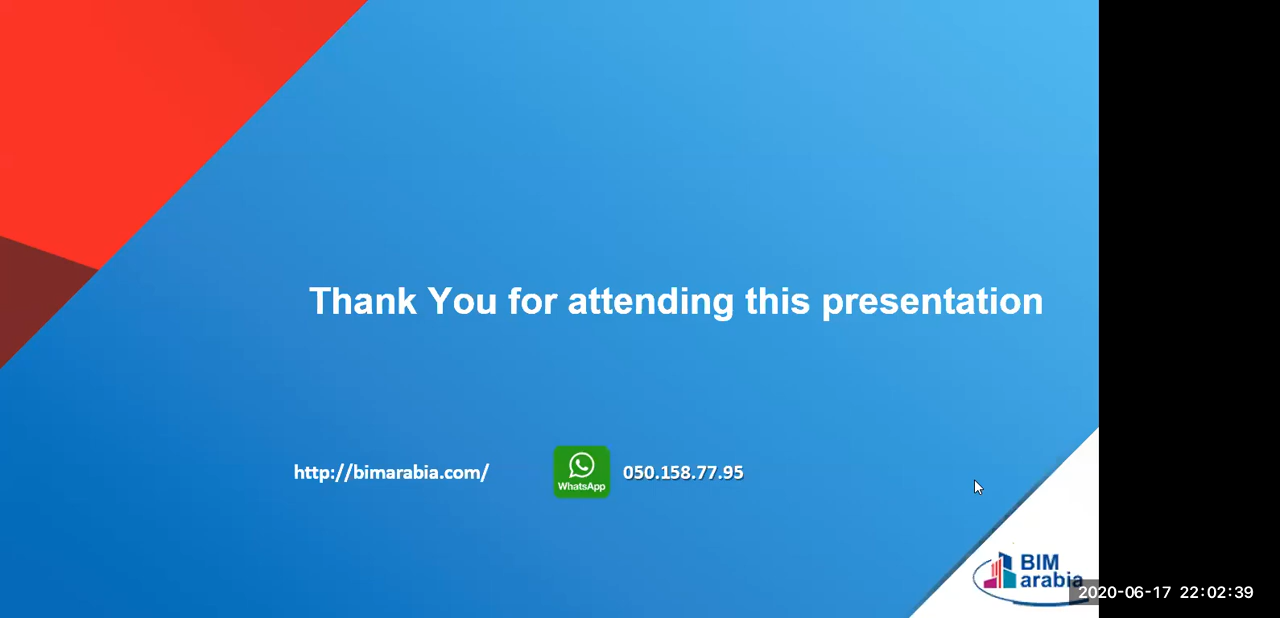 Thank You for attending this presentation
http://bimarabia.com/
WhatsApp
050.158.77.95
BIM
arabia
2020-06-17 22:02:39